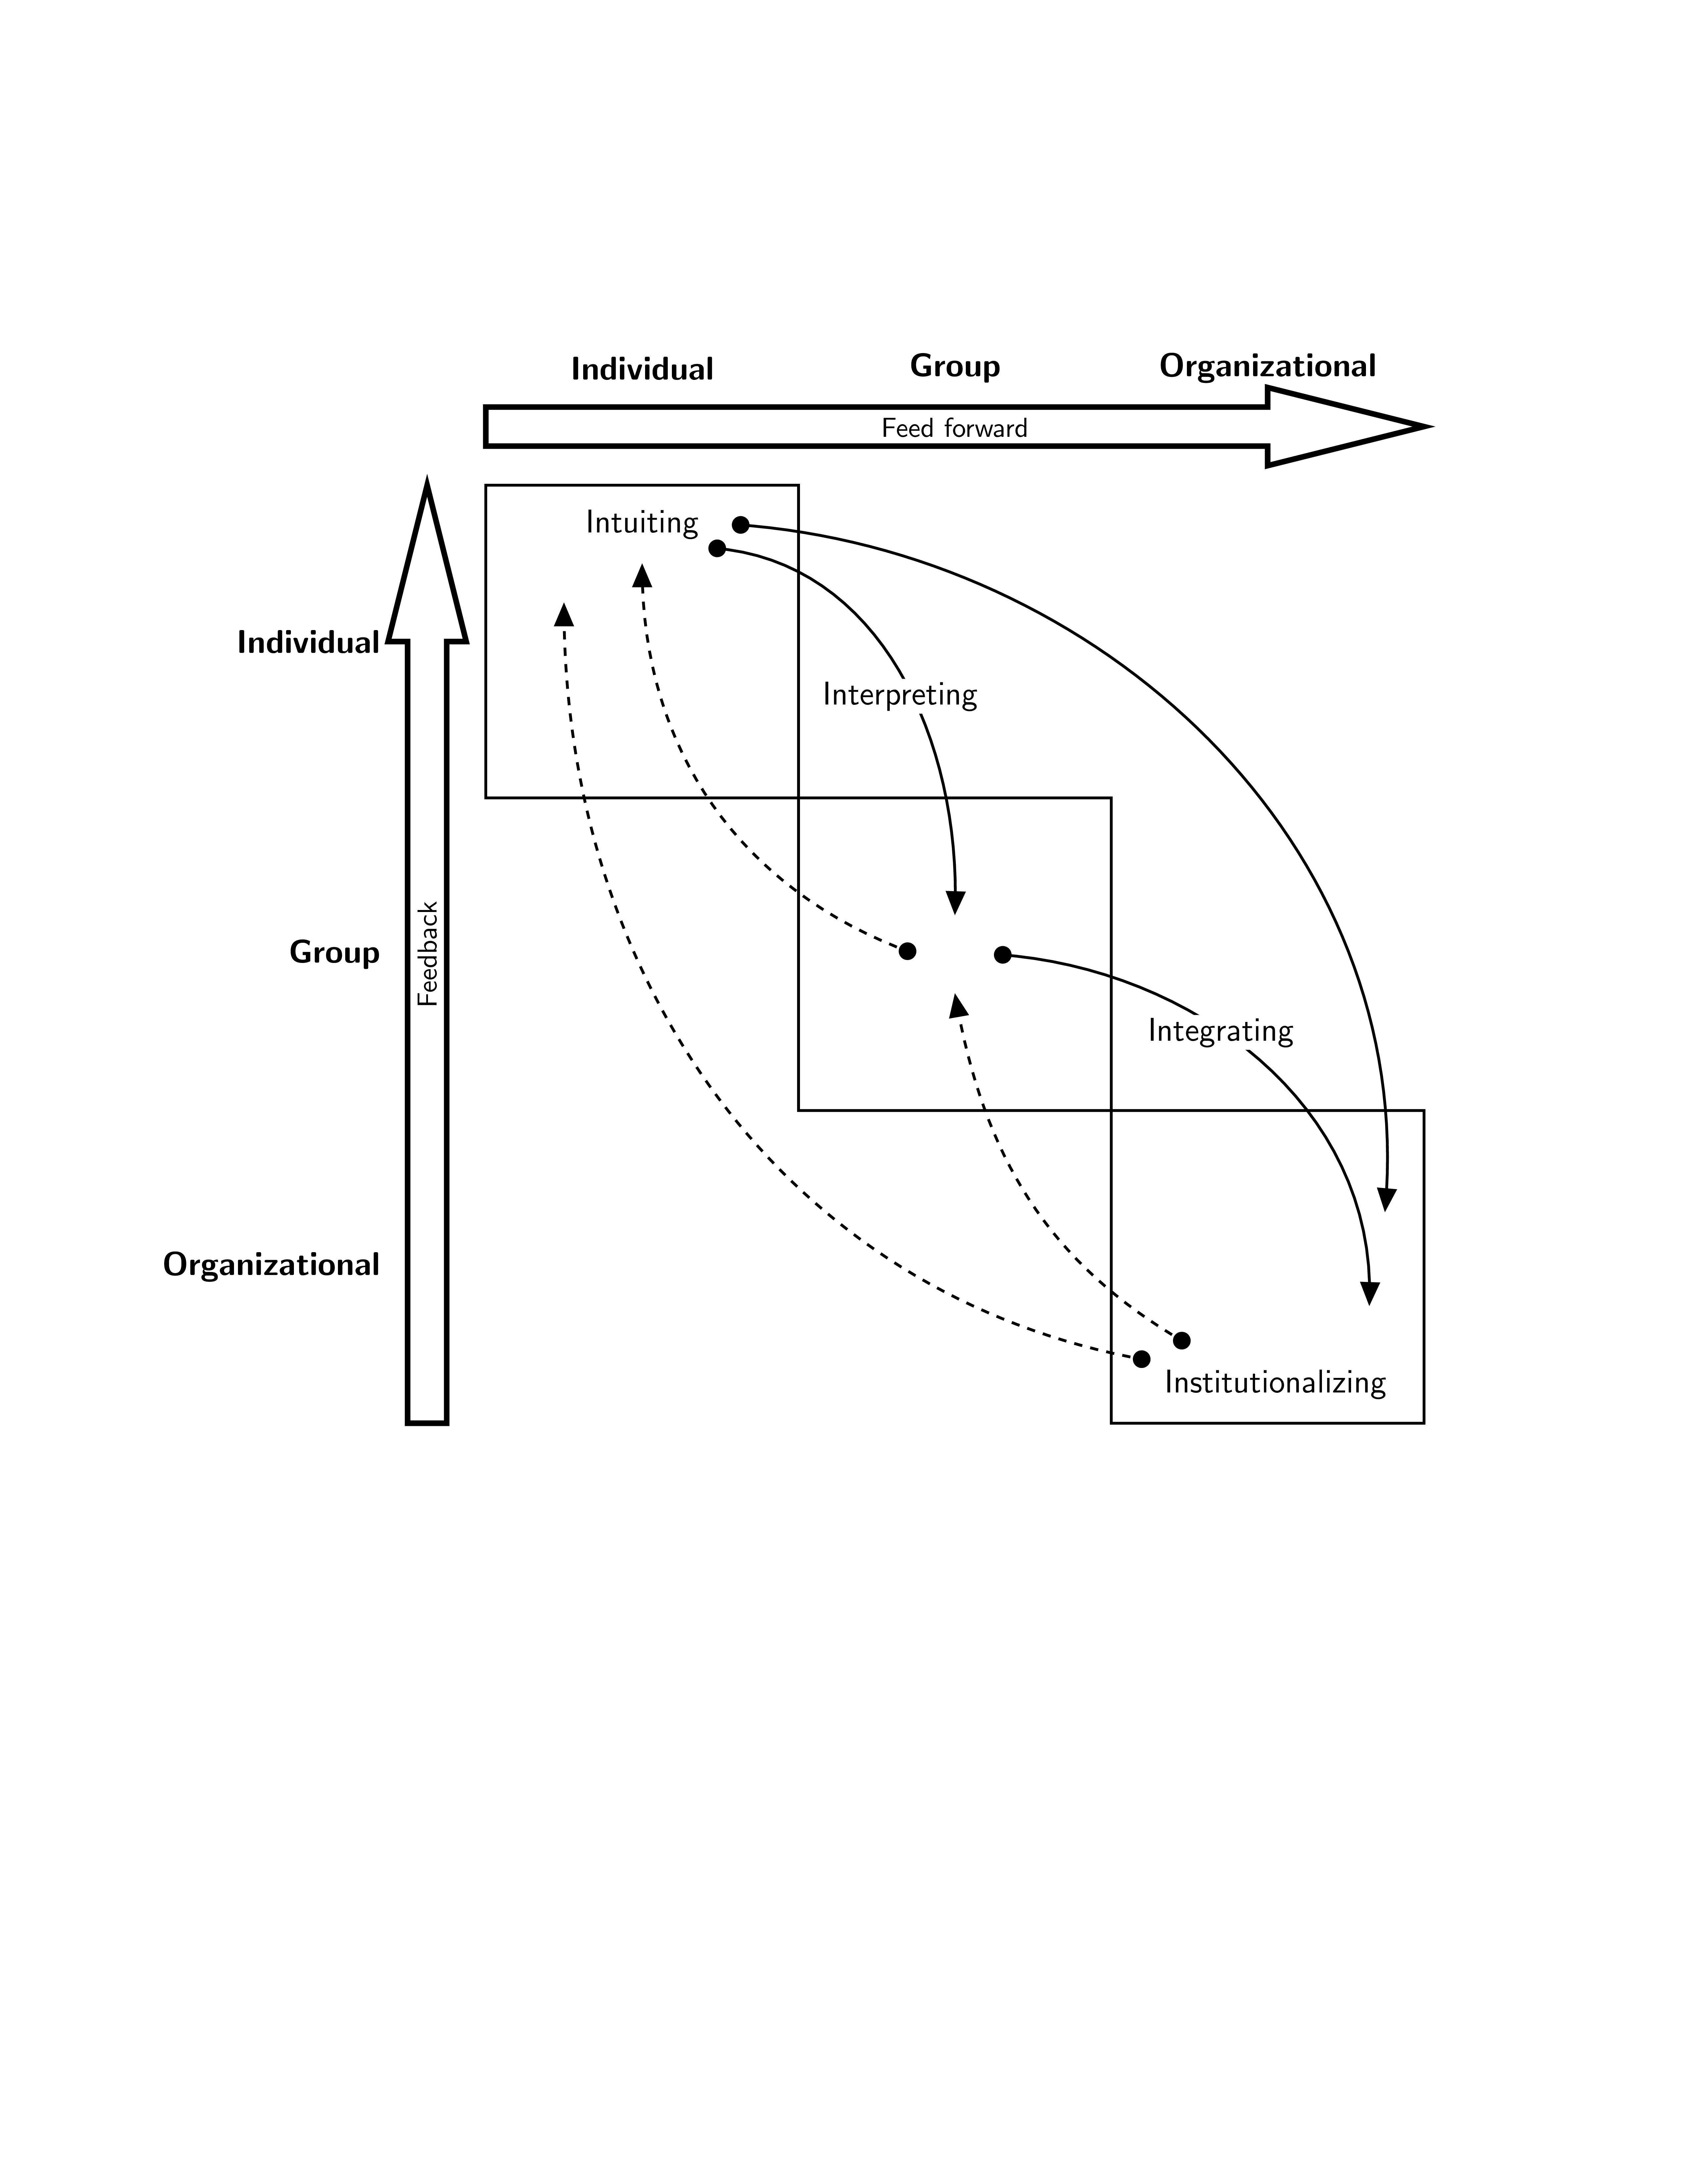 Individual
Group
Organizational
Feed forward
Intuiting
Individual
Interpreting
Feedback
Group
Integrating
Organizational
Institutionalizing